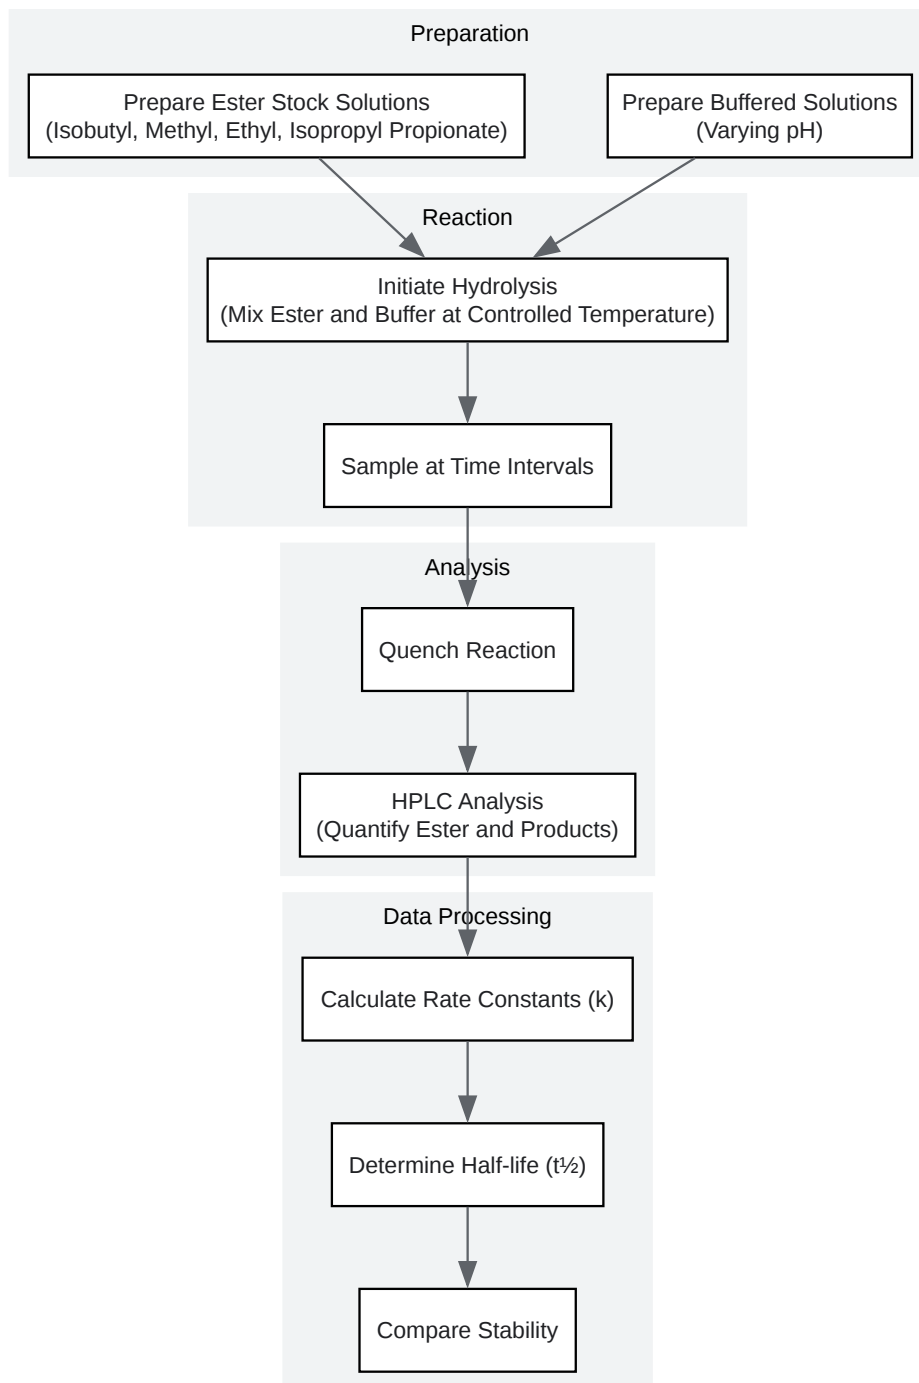 Preparation
Prepare Ester Stock Solutions
(Isobutyl, Methyl, Ethyl, Isopropyl Propionate)
Prepare Buffered Solutions
(Varying pH)
Reaction
Initiate Hydrolysis
(Mix Ester and Buffer at Controlled Temperature)
Sample at Time Intervals
Analysis
Quench Reaction
HPLC Analysis
(Quantify Ester and Products)
Data Processing
Calculate Rate Constants (k)
Determine Half-life (t½)
Compare Stability